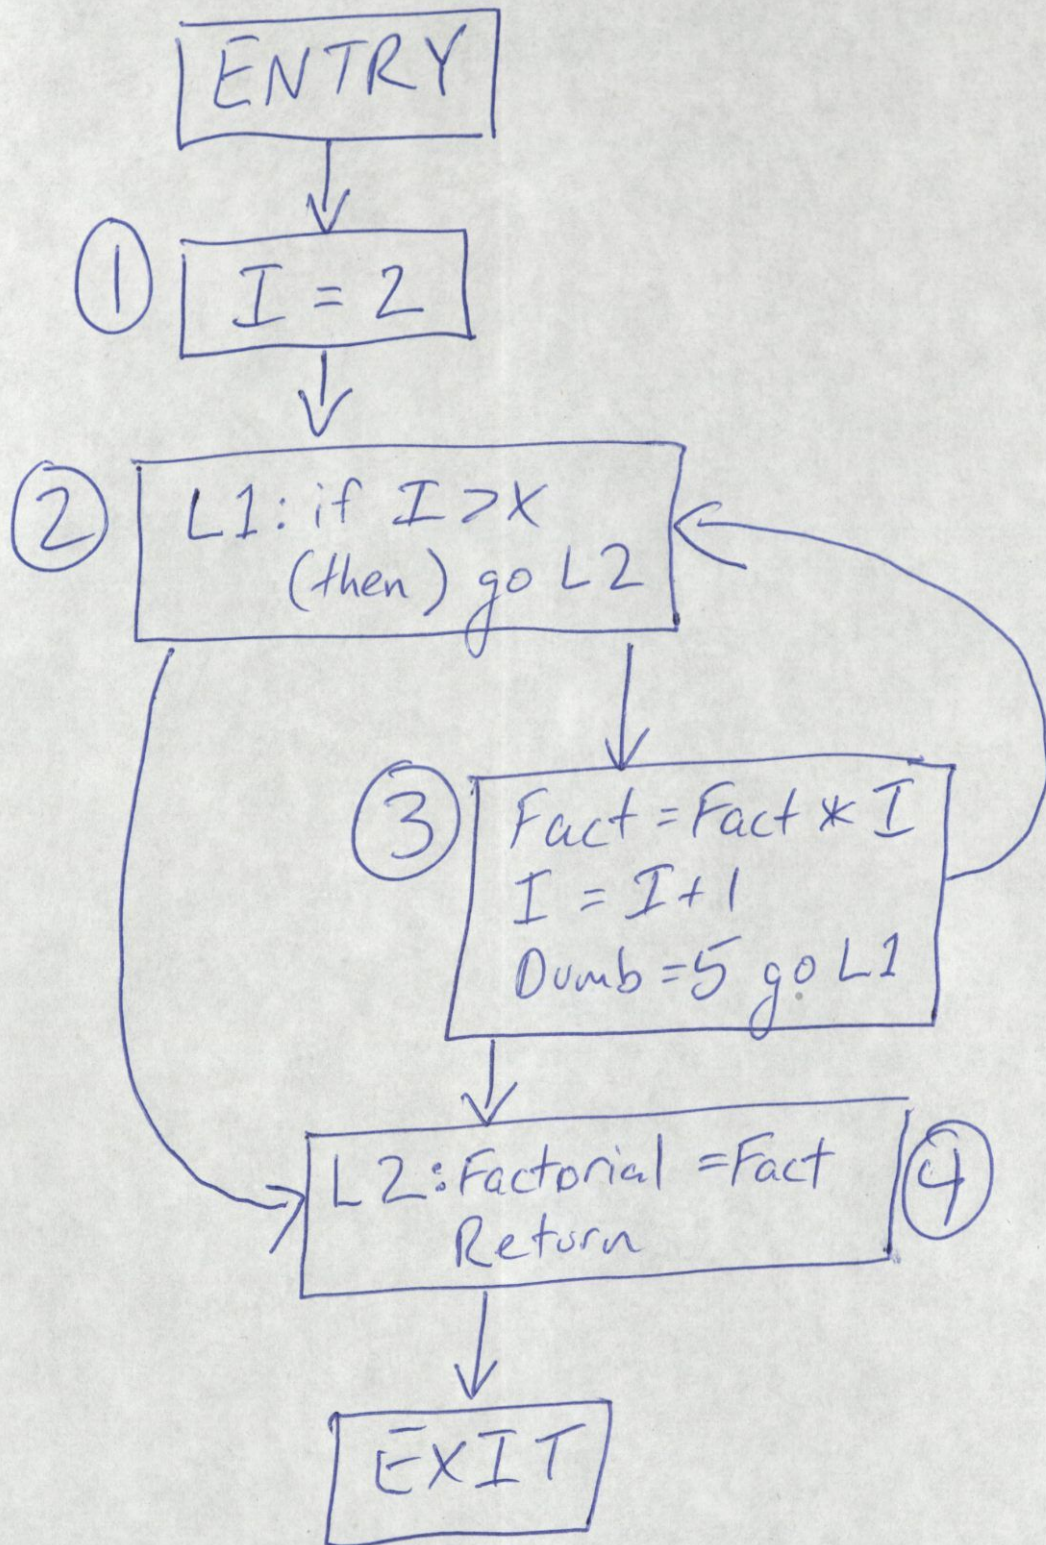 ENTRY
①
I = 2
②
L1: if I > X
(then) go L2
③
Fact = Fact * I
I = I + 1
Dumb = 5 go L1
L2: Factorial = Fact
④
Return
EXIT